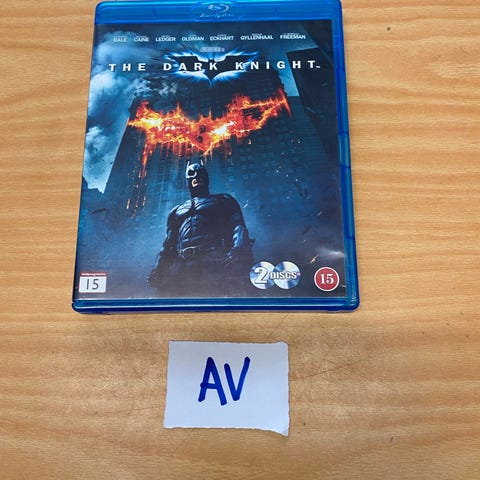 BALE CAINE LEDGER OLDMAN ECKHART GYLLENHAAL FREEMAN
THE DARK KNIGHT
2 DISCS
15
15
AV